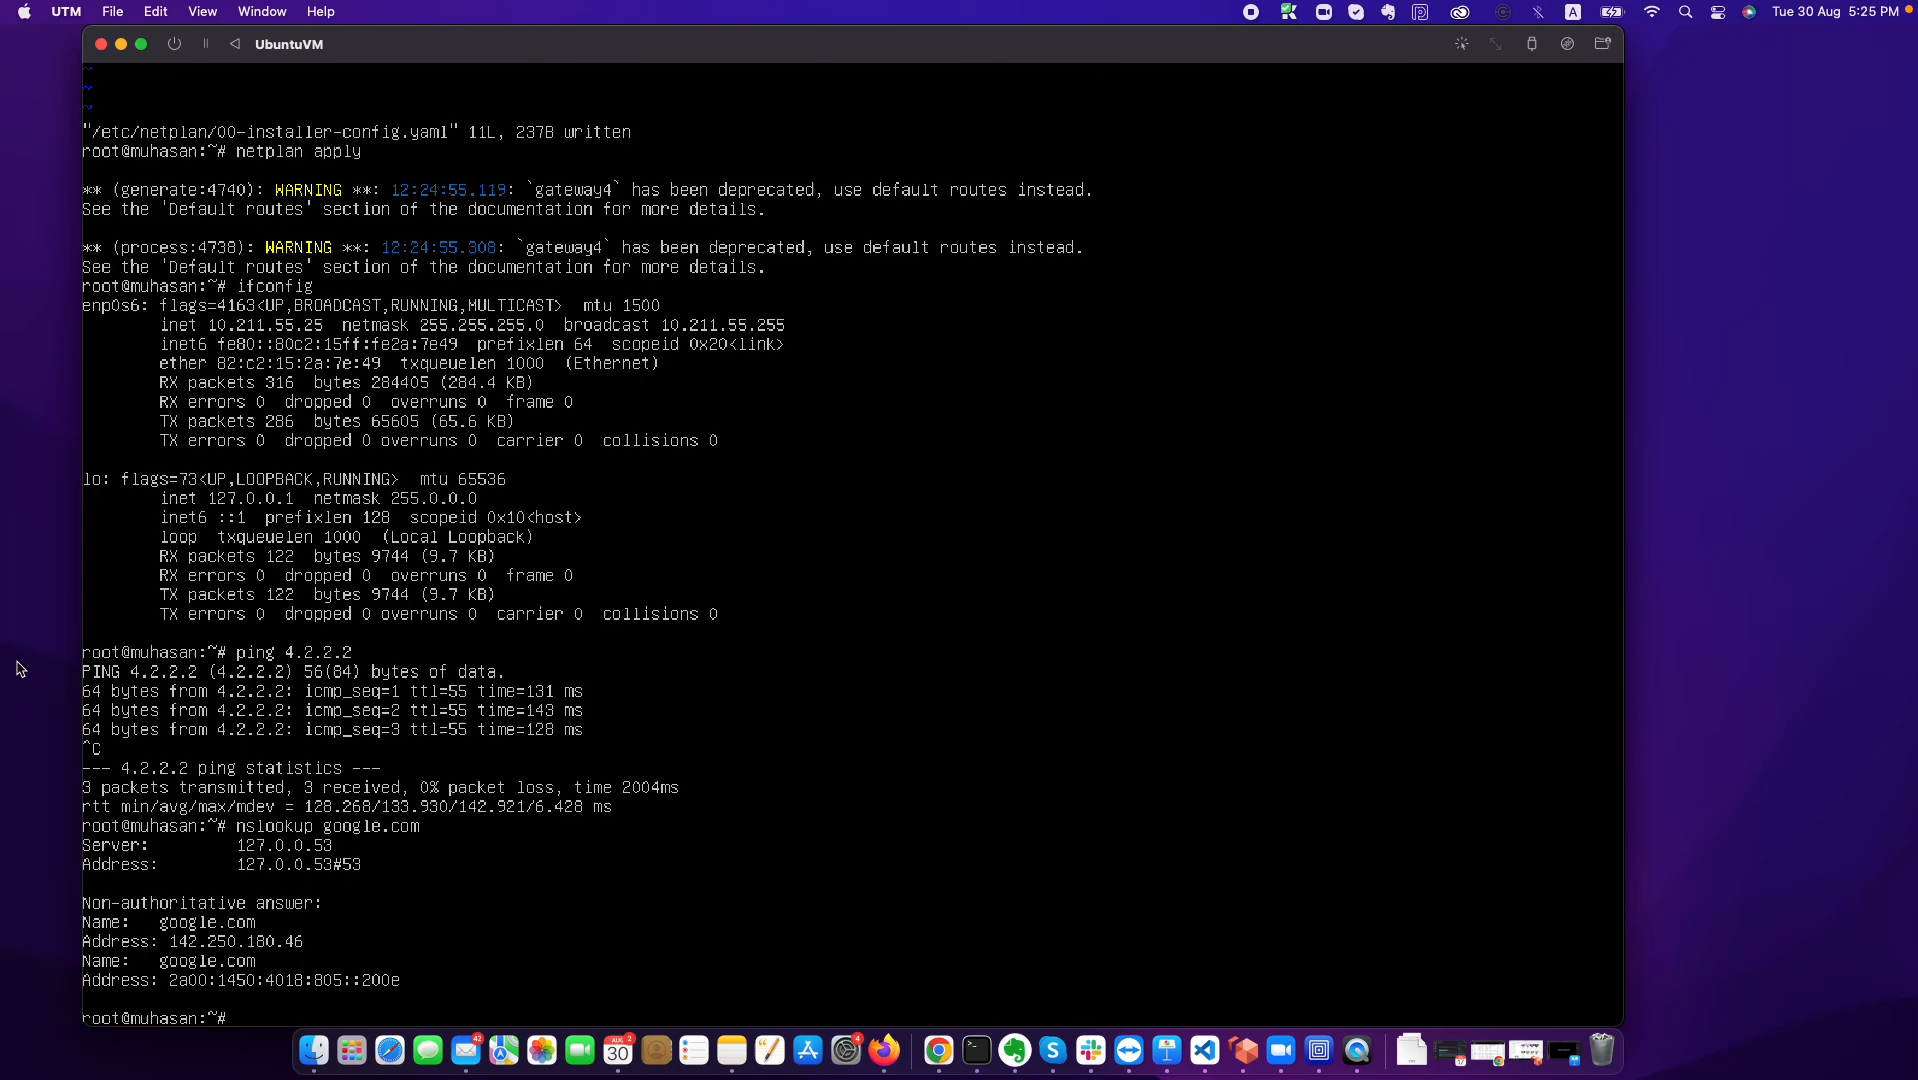 UTM File Edit View Window Help
A
Tue 30 Aug 5:25 PM
UbuntuVM
~
~
~
"/etc/netplan/00-installer-config.yaml" 11L, 237B written
root@muhasan:~# netplan apply
** (generate:4740): WARNING **: 12:24:55.119: `gateway4` has been deprecated, use default routes instead.
See the 'Default routes' section of the documentation for more details.
** (process:4738): WARNING **: 12:24:55.308: `gateway4` has been deprecated, use default routes instead.
See the 'Default routes' section of the documentation for more details.
root@muhasan:~# ifconfig
enp0s6: flags=4163<UP,BROADCAST,RUNNING,MULTICAST>  mtu 1500
inet 10.211.55.25  netmask 255.255.255.0  broadcast 10.211.55.255
inet6 fe80::80c2:15ff:fe2a:7e49  prefixlen 64  scopeid 0x20<link>
ether 82:c2:15:2a:7e:49  txqueuelen 1000  (Ethernet)
RX packets 316  bytes 284405 (284.4 KB)
RX errors 0  dropped 0  overruns 0  frame 0
TX packets 286  bytes 65605 (65.6 KB)
TX errors 0  dropped 0 overruns 0  carrier 0  collisions 0
lo: flags=73<UP,LOOPBACK,RUNNING>  mtu 65536
inet 127.0.0.1  netmask 255.0.0.0
inet6 ::1  prefixlen 128  scopeid 0x10<host>
loop  txqueuelen 1000  (Local Loopback)
RX packets 122  bytes 9744 (9.7 KB)
RX errors 0  dropped 0  overruns 0  frame 0
TX packets 122  bytes 9744 (9.7 KB)
TX errors 0  dropped 0 overruns 0  carrier 0  collisions 0
root@muhasan:~# ping 4.2.2.2
PING 4.2.2.2 (4.2.2.2) 56(84) bytes of data.
64 bytes from 4.2.2.2: icmp_seq=1 ttl=55 time=131 ms
64 bytes from 4.2.2.2: icmp_seq=2 ttl=55 time=143 ms
64 bytes from 4.2.2.2: icmp_seq=3 ttl=55 time=128 ms
^C
--- 4.2.2.2 ping statistics ---
3 packets transmitted, 3 received, 0% packet loss, time 2004ms
rtt min/avg/max/mdev = 128.268/133.930/142.921/6.428 ms
root@muhasan:~# nslookup google.com
Server:         127.0.0.53
Address:        127.0.0.53#53
Non-authoritative answer:
Name:   google.com
Address: 142.250.180.46
Name:   google.com
Address: 2a00:1450:4018:805::200e
root@muhasan:~#
42
AUG
30
2
4